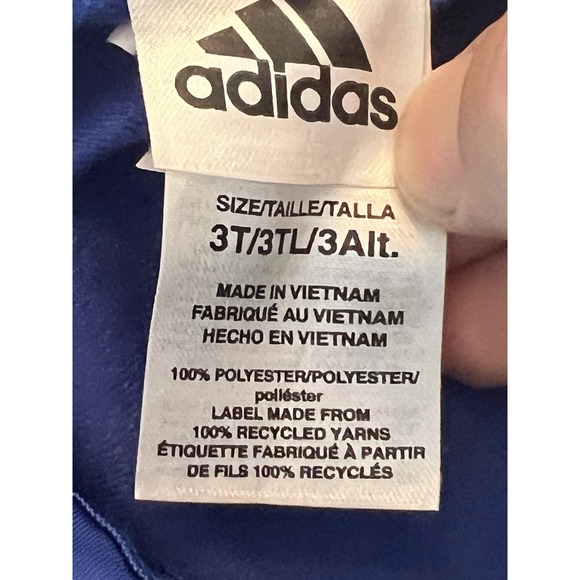 adidas
SIZE/TAILLE/TALLA
3T/3TL/3Alt.
MADE IN VIETNAM
FABRIQUÉ AU VIETNAM
HECHO EN VIETNAM
100% POLYESTER/POLYESTER/
poliéster
LABEL MADE FROM
100% RECYCLED YARNS
ÉTIQUETTE FABRIQUÉ À PARTIR
DE FILS 100% RECYCLÉS